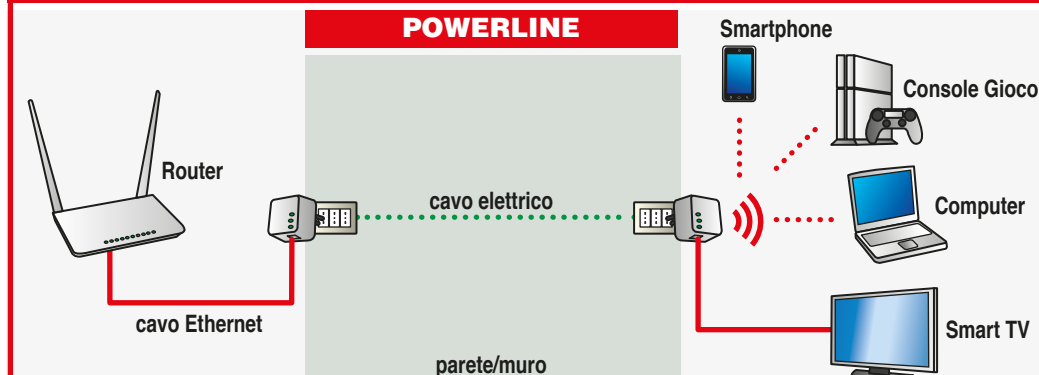 POWERLINE
Smartphone
Console Gioco
Router
cavo elettrico
Computer
cavo Ethernet
Smart TV
parete/muro